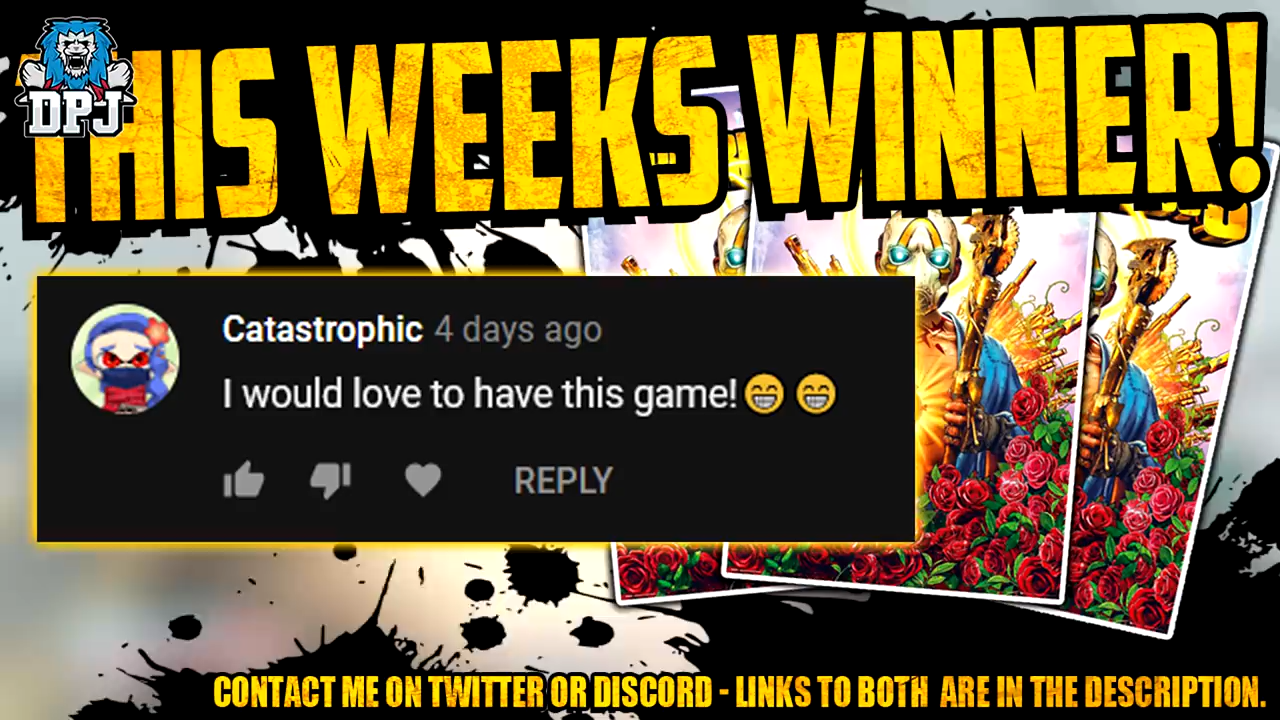 THIS WEEKS WINNER!
DPJ
Catastrophic 4 days ago
I would love to have this game!😁😁
REPLY
CONTACT ME ON TWITTER OR DISCORD - LINKS TO BOTH ARE IN THE DESCRIPTION.